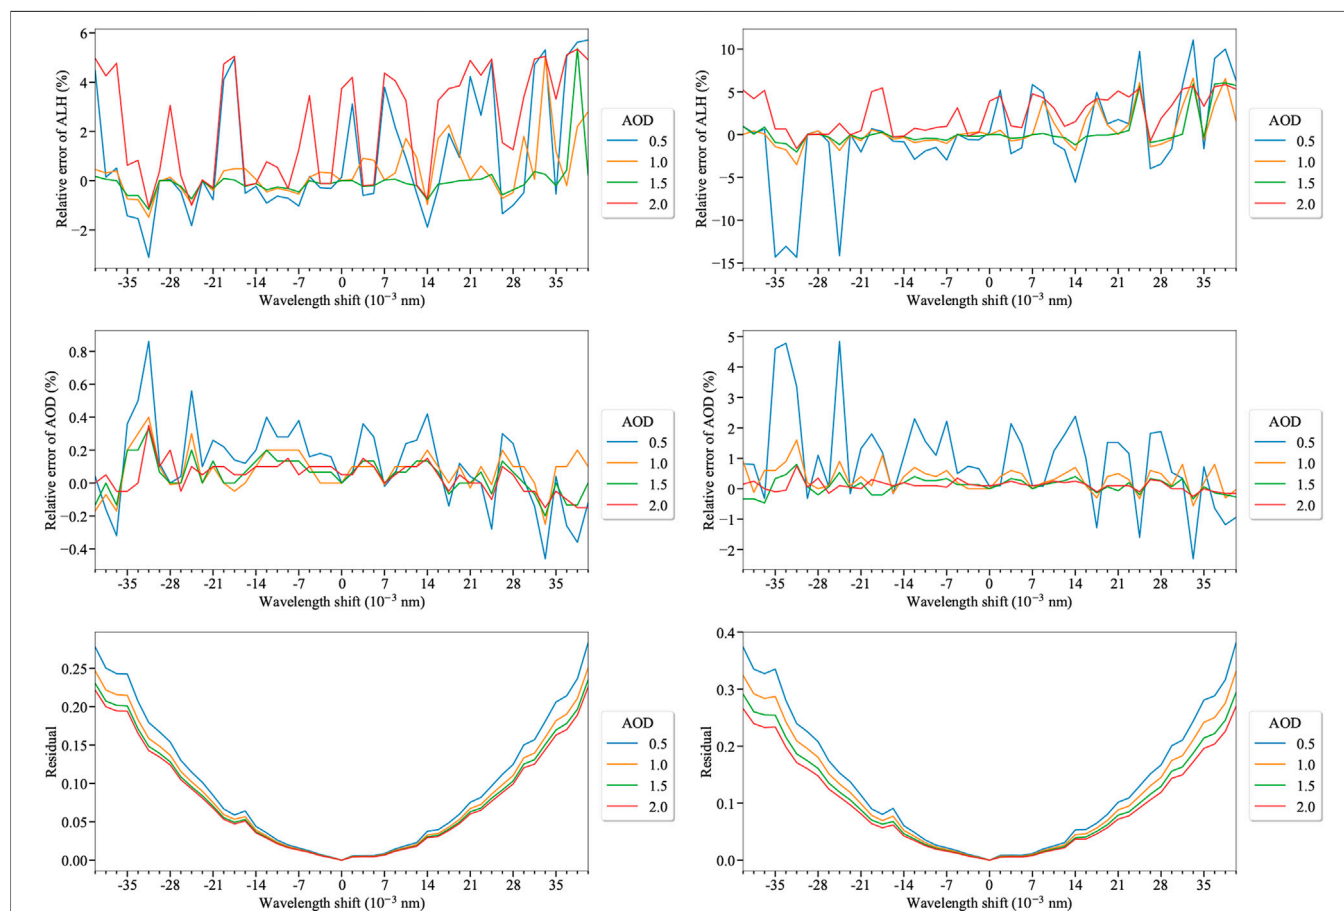 Relative error of ALH (%)
6
4
2
0
−2
-35 -28 -21 -14 -7 0 7 14 21 28 35
Wavelength shift (10⁻³ nm)
AOD
0.5
1.0
1.5
2.0
Relative error of ALH (%)
10
5
0
−5
−10
−15
-35 -28 -21 -14 -7 0 7 14 21 28 35
Wavelength shift (10⁻³ nm)
AOD
0.5
1.0
1.5
2.0
Relative error of AOD (%)
0.8
0.6
0.4
0.2
0.0
−0.2
−0.4
-35 -28 -21 -14 -7 0 7 14 21 28 35
Wavelength shift (10⁻³ nm)
AOD
0.5
1.0
1.5
2.0
Relative error of AOD (%)
5
4
3
2
1
0
−1
−2
-35 -28 -21 -14 -7 0 7 14 21 28 35
Wavelength shift (10⁻³ nm)
AOD
0.5
1.0
1.5
2.0
Residual
0.25
0.20
0.15
0.10
0.05
0.00
-35 -28 -21 -14 -7 0 7 14 21 28 35
Wavelength shift (10⁻³ nm)
AOD
0.5
1.0
1.5
2.0
Residual
0.4
0.3
0.2
0.1
0.0
-35 -28 -21 -14 -7 0 7 14 21 28 35
Wavelength shift (10⁻³ nm)
AOD
0.5
1.0
1.5
2.0